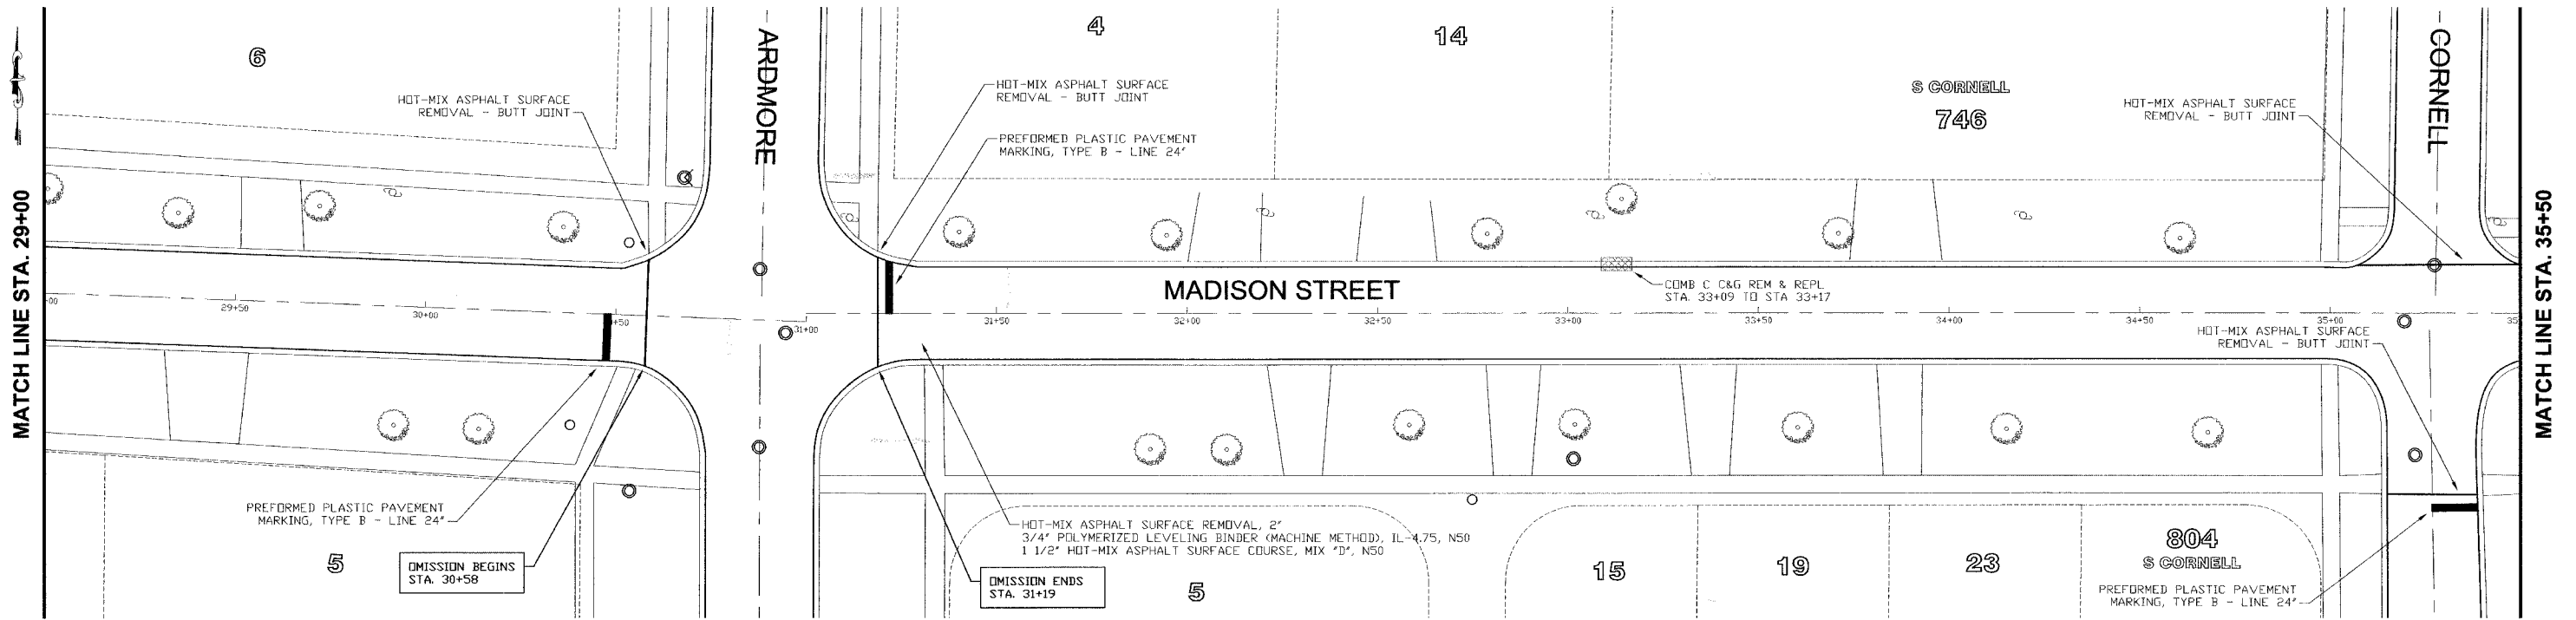 MATCH LINE STA. 29+00
6
HOT-MIX ASPHALT SURFACE
REMOVAL - BUTT JOINT
ARDMORE
4
14
HOT-MIX ASPHALT SURFACE
REMOVAL - BUTT JOINT
PREFORMED PLASTIC PAVEMENT
MARKING, TYPE B - LINE 24"
S CORNELL
746
HOT-MIX ASPHALT SURFACE
REMOVAL - BUTT JOINT
CORNELL
MATCH LINE STA. 35+50
MADISON STREET
COMB C C&G REM & REPL
STA. 33+09 TO STA 33+17
00
29+50
30+00
+50
31+00
31+50
32+00
32+50
33+00
33+50
34+00
34+50
35+00
35
HOT-MIX ASPHALT SURFACE
REMOVAL - BUTT JOINT
PREFORMED PLASTIC PAVEMENT
MARKING, TYPE B - LINE 24"
5
OMISSION BEGINS
STA. 30+58
HOT-MIX ASPHALT SURFACE REMOVAL, 2"
3/4" POLYMERIZED LEVELING BINDER (MACHINE METHOD), IL-4.75, N50
1 1/2" HOT-MIX ASPHALT SURFACE COURSE, MIX "D", N50
OMISSION ENDS
STA. 31+19
5
15
19
23
804
S CORNELL
PREFORMED PLASTIC PAVEMENT
MARKING, TYPE B - LINE 24"